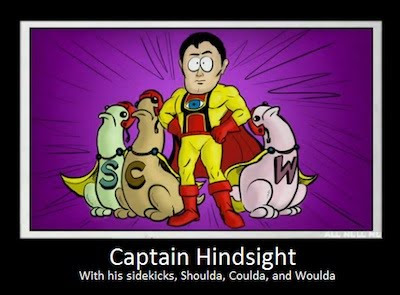 S C W
Captain Hindsight
With his sidekicks, Shoulda, Coulda, and Woulda